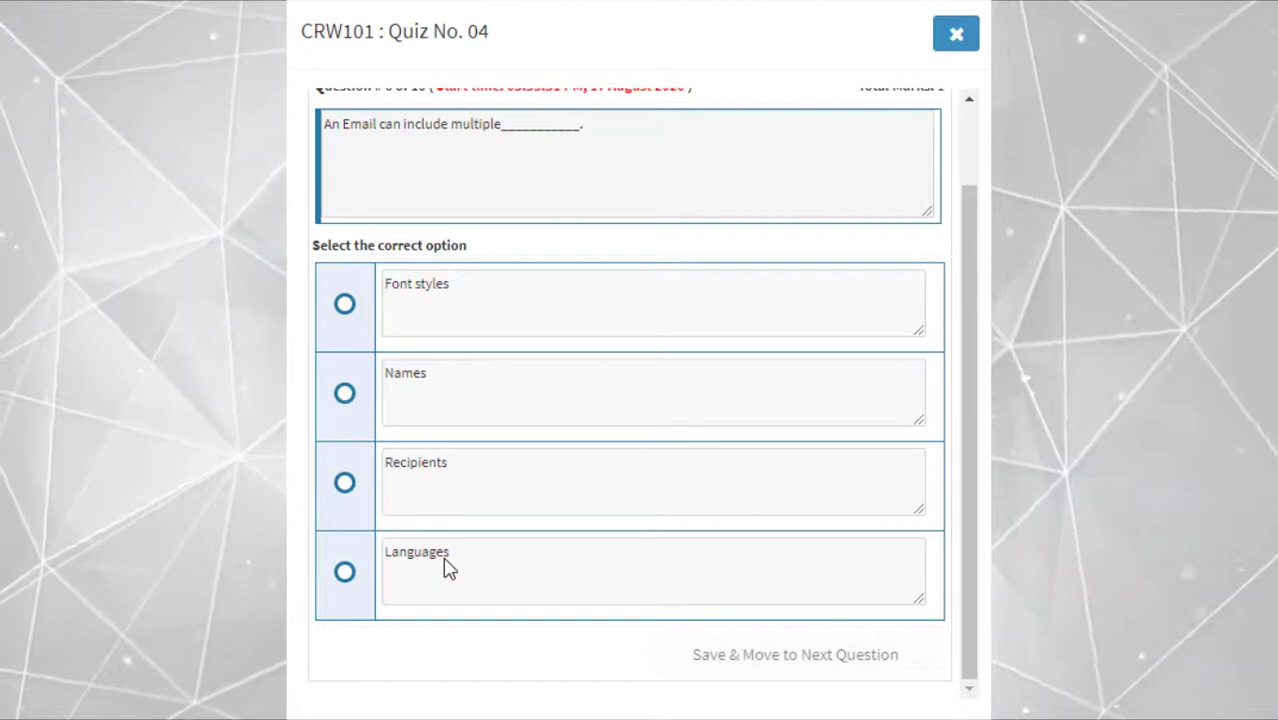 CRW101 : Quiz No. 04
An Email can include multiple___________.
Select the correct option
Font styles
Names
Recipients
Languages
Save & Move to Next Question